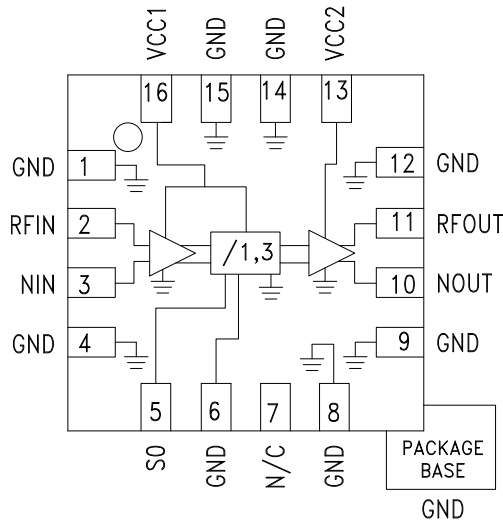 VCC1
GND
GND
VCC2
16
15
14
13
GND 1
12 GND
RFIN 2
11 RFOUT
/1,3
NIN 3
10 NOUT
GND 4
9 GND
5
6
7
8
S0
GND
N/C
GND
PACKAGE
BASE
GND